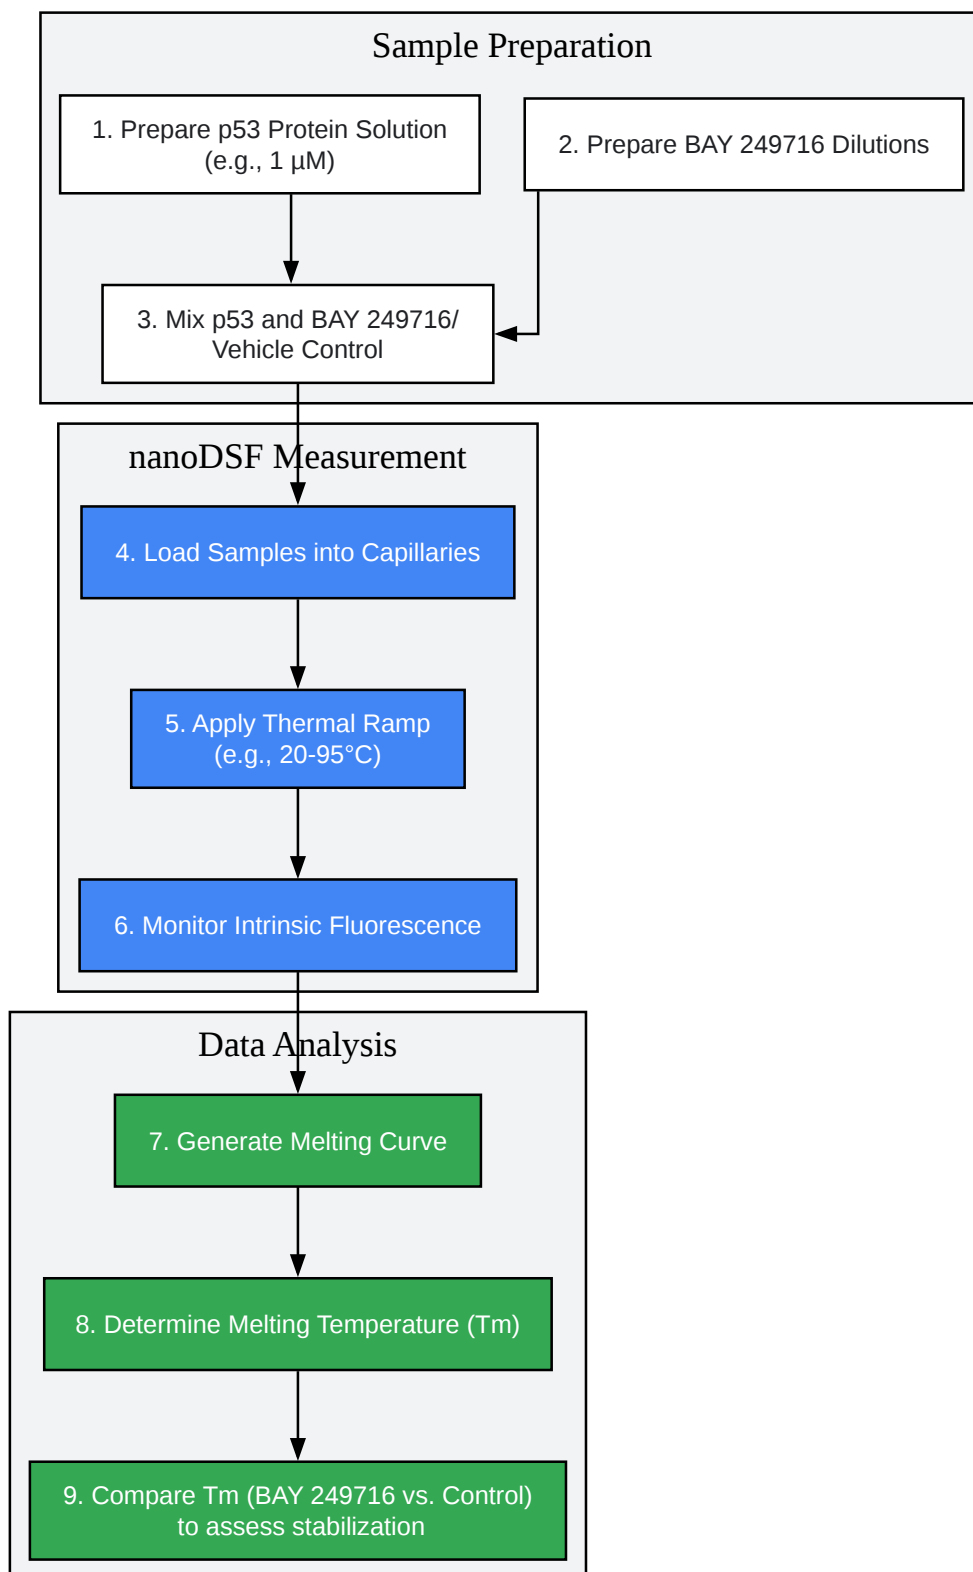 Sample Preparation
1. Prepare p53 Protein Solution
(e.g., 1 µM)
2. Prepare BAY 249716 Dilutions
3. Mix p53 and BAY 249716/
Vehicle Control
nanoDSF Measurement
4. Load Samples into Capillaries
5. Apply Thermal Ramp
(e.g., 20-95°C)
6. Monitor Intrinsic Fluorescence
Data Analysis
7. Generate Melting Curve
8. Determine Melting Temperature (Tm)
9. Compare Tm (BAY 249716 vs. Control)
to assess stabilization